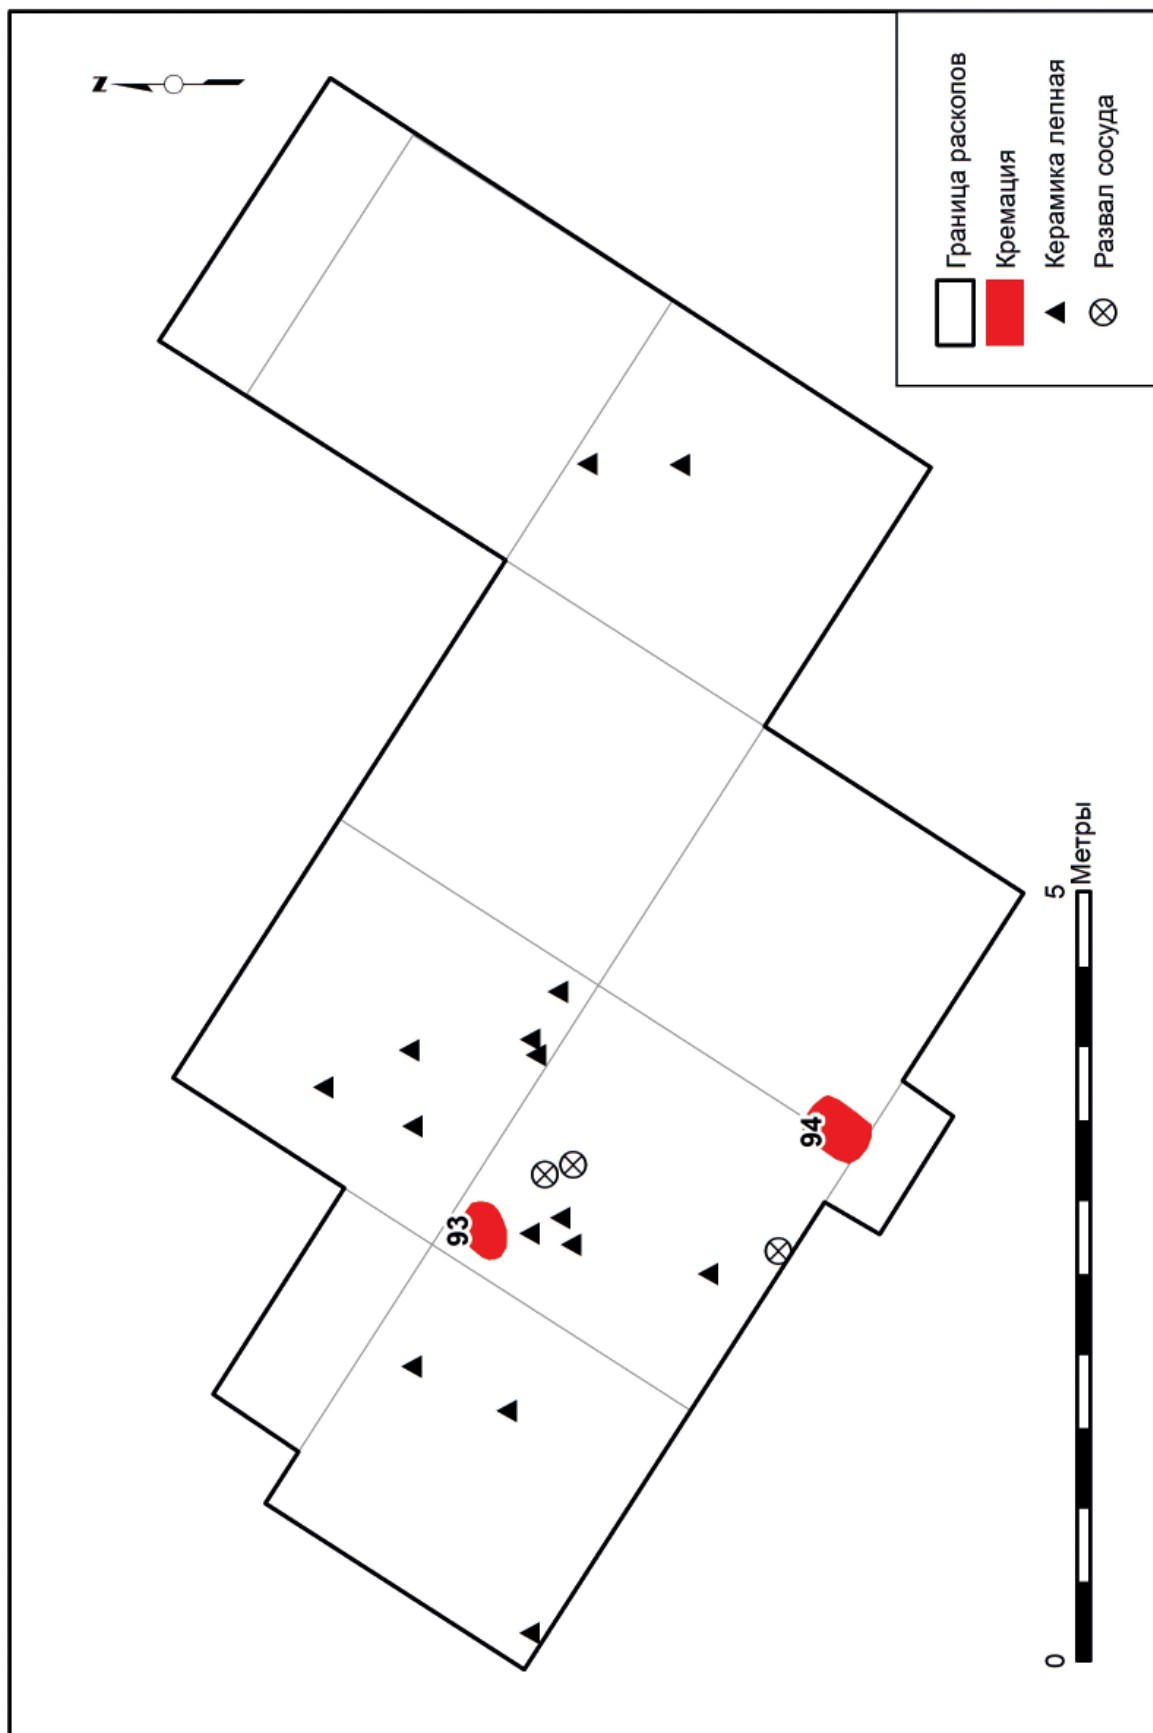 N
93
94
0
5
Метры
Граница раскопов
Кремация
Керамика лепная
Развал сосуда